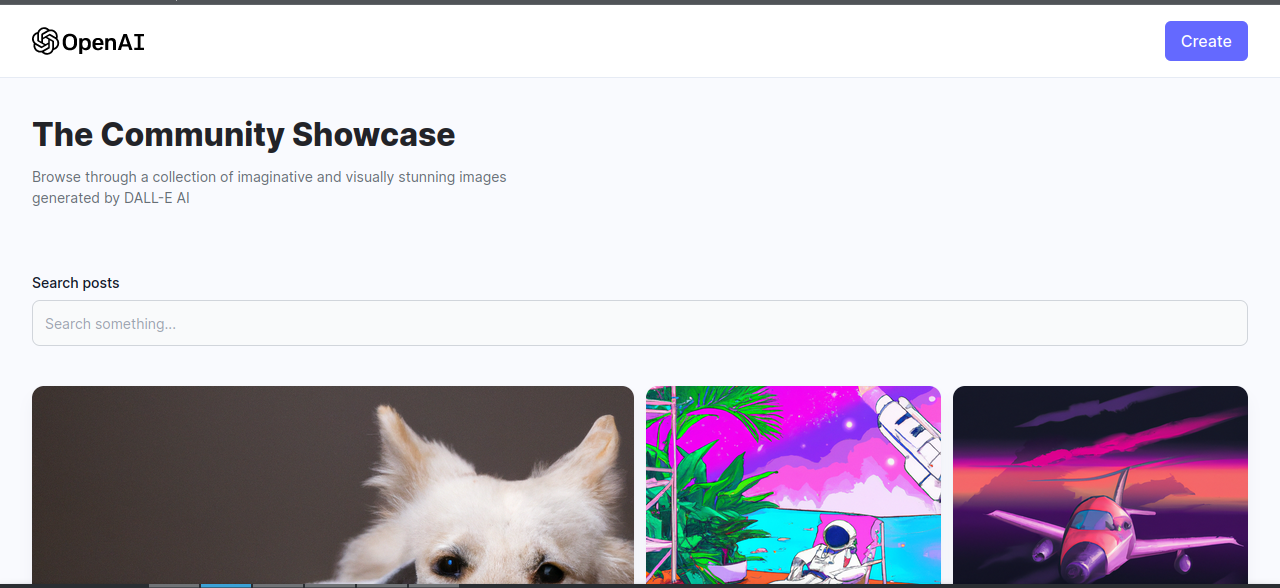 OpenAI
Create
The Community Showcase
Browse through a collection of imaginative and visually stunning images
generated by DALL-E AI
Search posts
Search something...